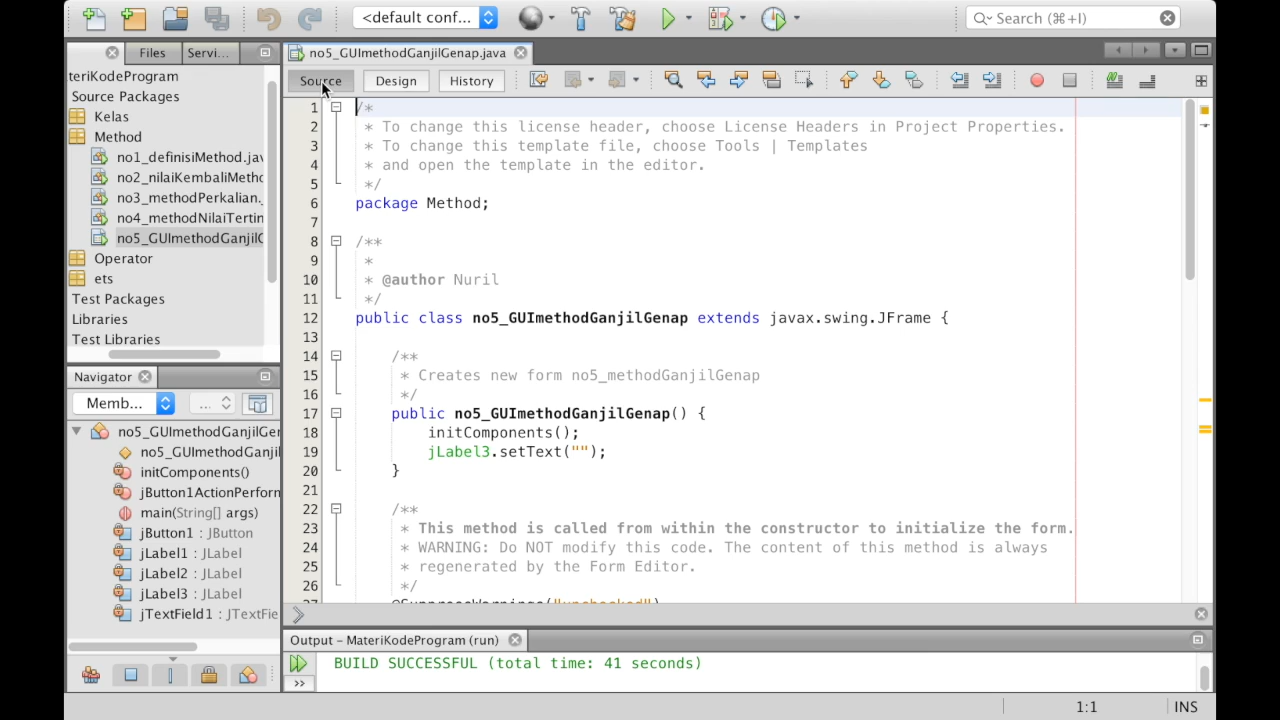 <default conf...
Search (⌘+I)
Files
Servi...
no5_GUImethodGanjilGenap.java
teriKodeProgram
Source Packages
Kelas
Method
no1_definisiMethod.jav
no2_nilaiKembaliMetho
no3_methodPerkalian.
no4_methodNilaiTertin
no5_GUImethodGanjilG
Operator
ets
Test Packages
Libraries
Test Libraries
Source
Design
History
1 /*
2 * To change this license header, choose License Headers in Project Properties.
3 * To change this template file, choose Tools | Templates
4 * and open the template in the editor.
5 */
6 package Method;
7
8 /**
9 *
10 * @author Nuril
11 */
12 public class no5_GUImethodGanjilGenap extends javax.swing.JFrame {
13
14 /**
15 * Creates new form no5_methodGanjilGenap
16 */
17 public no5_GUImethodGanjilGenap() {
18 initComponents();
19 jLabel3.setText("");
20 }
21
22 /**
23 * This method is called from within the constructor to initialize the form.
24 * WARNING: Do NOT modify this code. The content of this method is always
25 * regenerated by the Form Editor.
26 */
27 @SuppressWarnings("unchecked")
Navigator
Memb...
...
no5_GUImethodGanjilGer
no5_GUImethodGanjil
initComponents()
jButton1ActionPerform
main(String[] args)
jButton1 : JButton
jLabel1 : JLabel
jLabel2 : JLabel
jLabel3 : JLabel
jTextField1 : JTextFie
Output – MateriKodeProgram (run)
BUILD SUCCESSFUL (total time: 41 seconds)
>>
1:1
INS